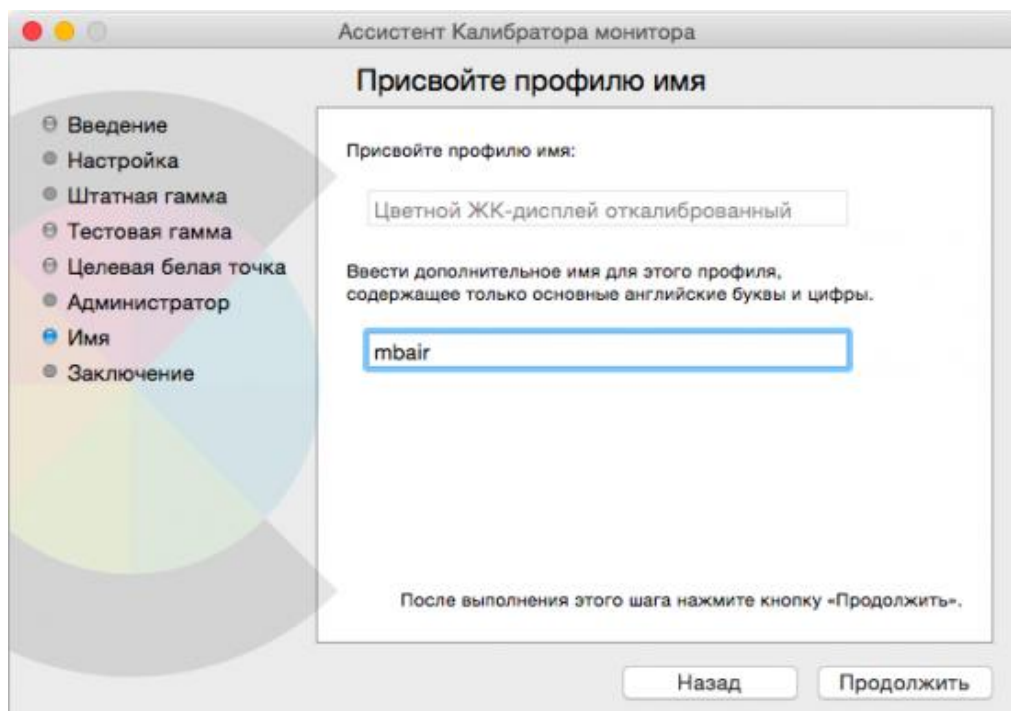 Ассистент Калибратора монитора
Присвойте профилю имя
Введение
Настройка
Штатная гамма
Тестовая гамма
Целевая белая точка
Администратор
Имя
Заключение
Присвойте профилю имя:
Цветной ЖК-дисплей откалиброванный
Ввести дополнительное имя для этого профиля,
содержащее только основные английские буквы и цифры.
mbair
После выполнения этого шага нажмите кнопку «Продолжить».
Назад
Продолжить